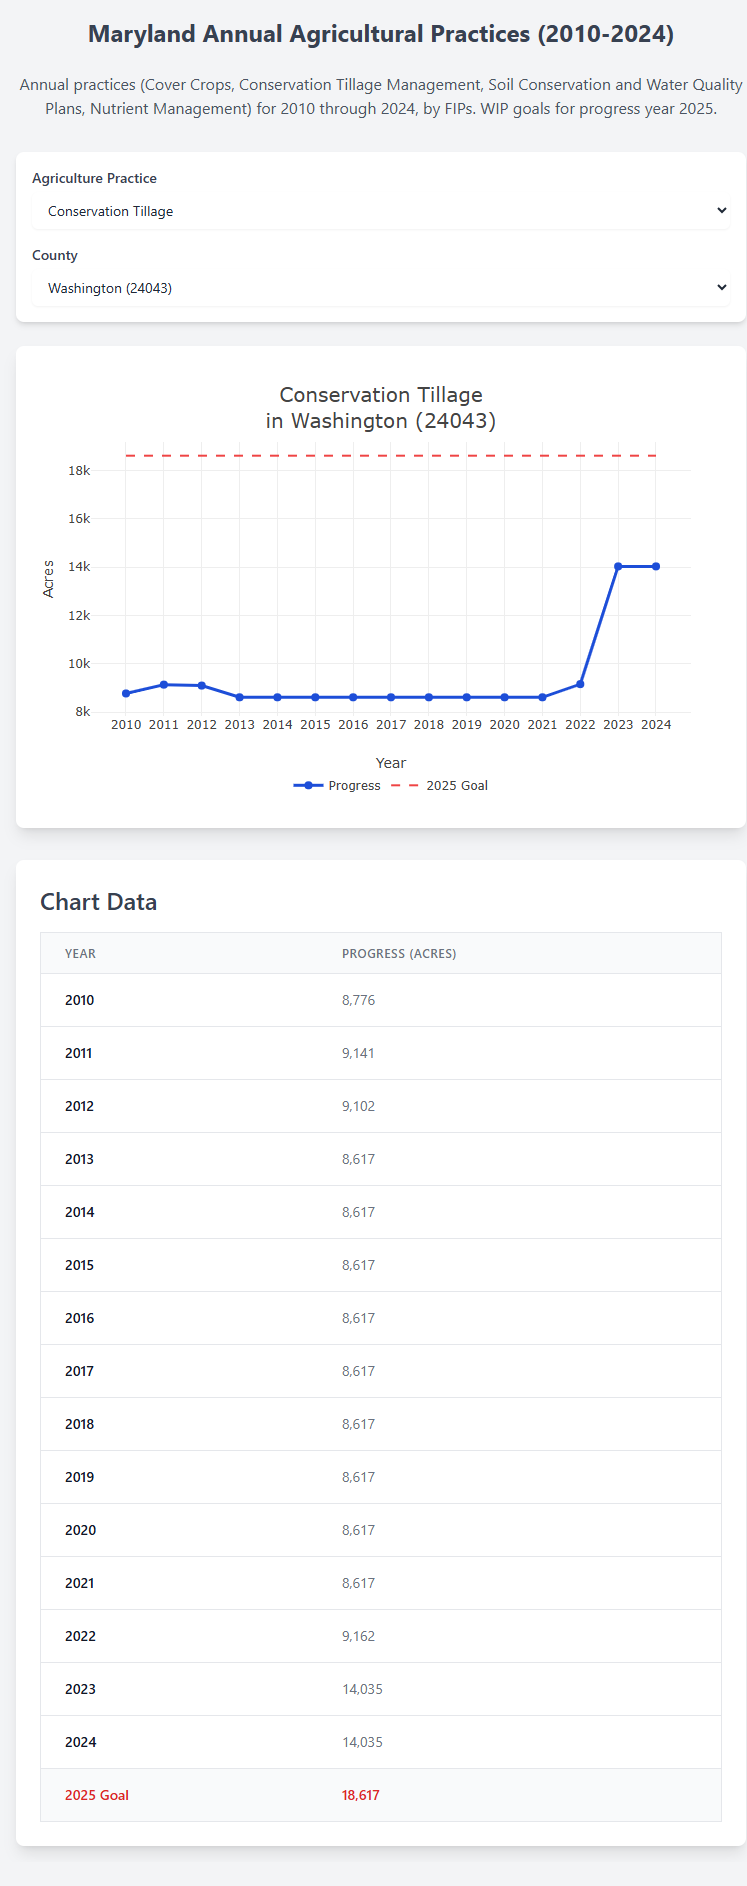 Maryland Annual Agricultural Practices (2010-2024)
Annual practices (Cover Crops, Conservation Tillage Management, Soil Conservation and Water Quality
Plans, Nutrient Management) for 2010 through 2024, by FIPs. WIP goals for progress year 2025.
Agriculture Practice
Conservation Tillage
County
Washington (24043)
Conservation Tillage
in Washington (24043)
18k
16k
14k
12k
10k
8k
Acres
2010 2011 2012 2013 2014 2015 2016 2017 2018 2019 2020 2021 2022 2023 2024
Year
Progress 2025 Goal
Chart Data
YEAR PROGRESS (ACRES)
2010 8,776
2011 9,141
2012 9,102
2013 8,617
2014 8,617
2015 8,617
2016 8,617
2017 8,617
2018 8,617
2019 8,617
2020 8,617
2021 8,617
2022 9,162
2023 14,035
2024 14,035
2025 Goal 18,617